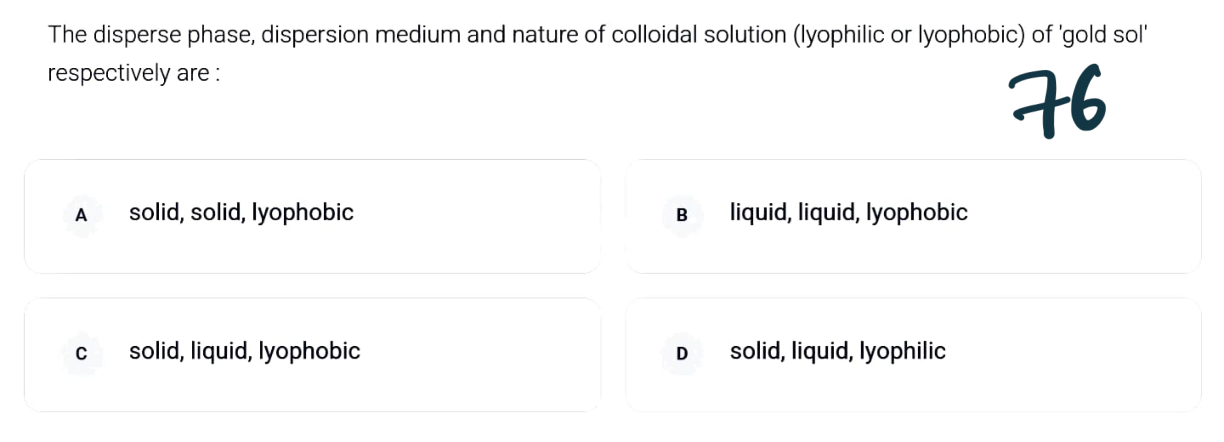 The disperse phase, dispersion medium and nature of colloidal solution (lyophilic or lyophobic) of 'gold sol'
respectively are :
76
A solid, solid, lyophobic
B liquid, liquid, lyophobic
C solid, liquid, lyophobic
D solid, liquid, lyophilic